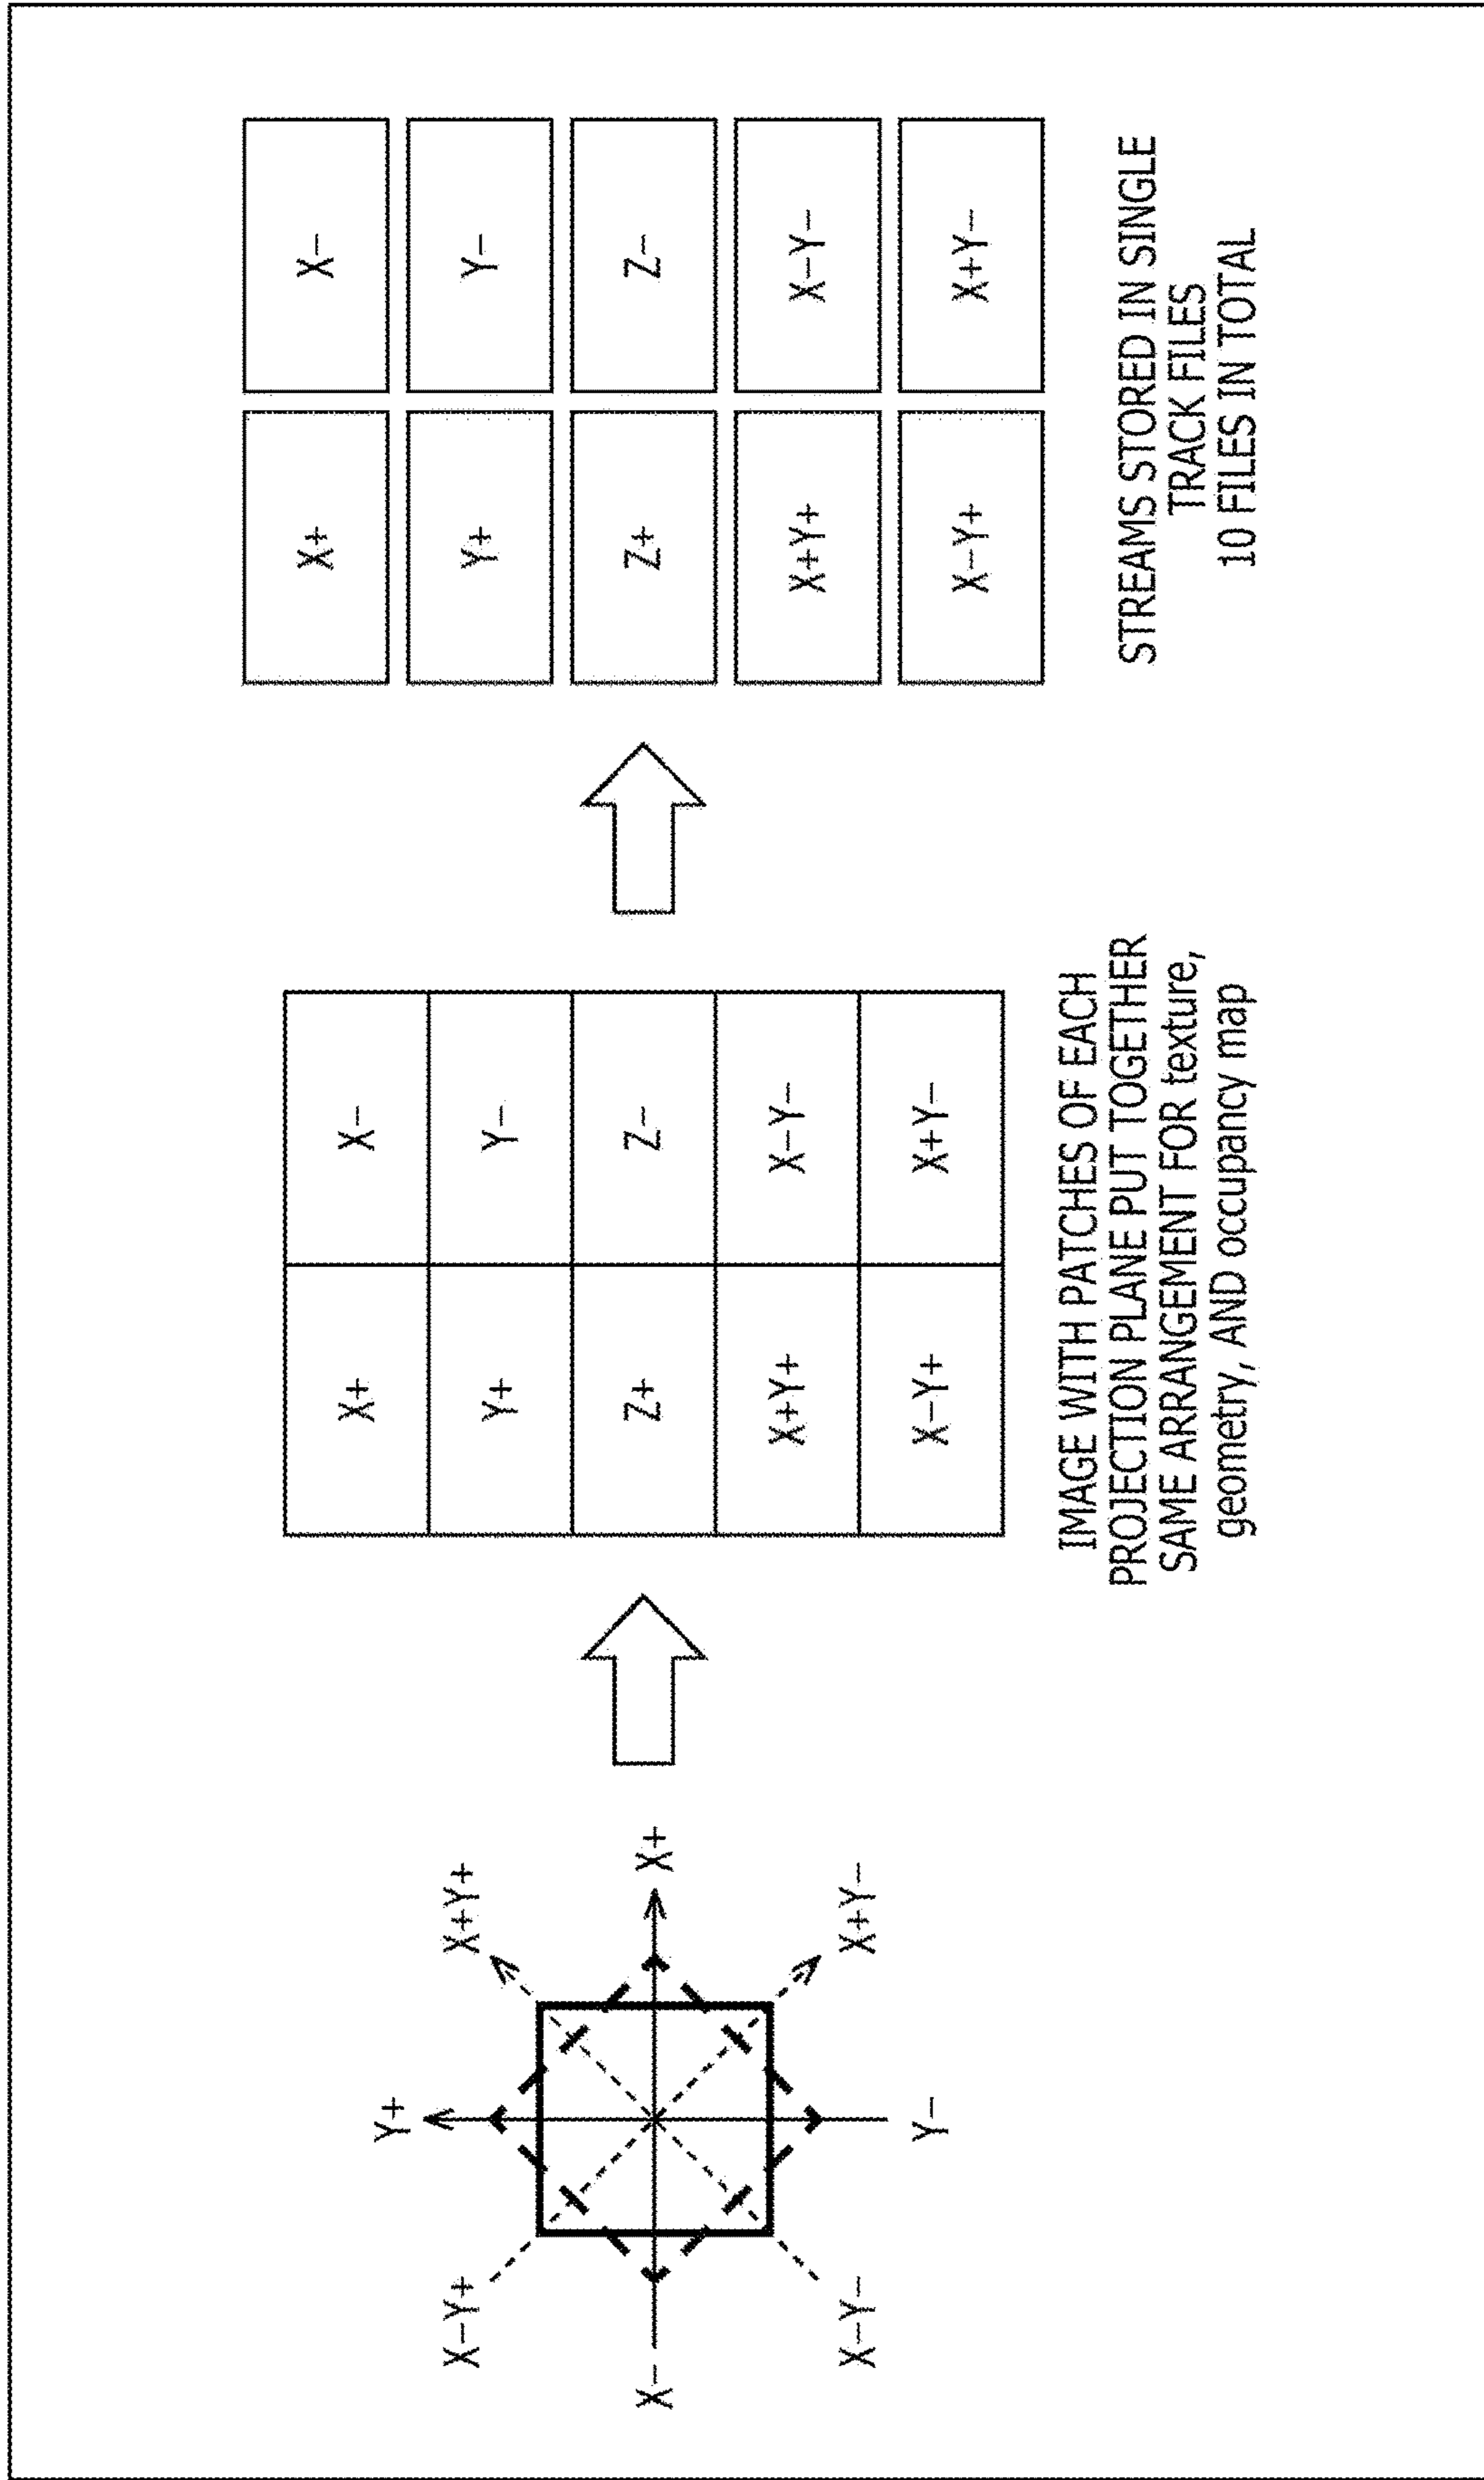 Y+
X-Y+
X+Y+
X-
X+
X-Y-
X+Y-
Y-
X+
X-
Y+
Y-
Z+
Z-
X+Y+
X-Y-
X-Y+
X+Y-
IMAGE WITH PATCHES OF EACH
PROJECTION PLANE PUT TOGETHER
SAME ARRANGEMENT FOR texture,
geometry, AND occupancy map
X+
X-
Y+
Y-
Z+
Z-
X+Y+
X-Y-
X-Y+
X+Y-
STREAMS STORED IN SINGLE
TRACK FILES
10 FILES IN TOTAL